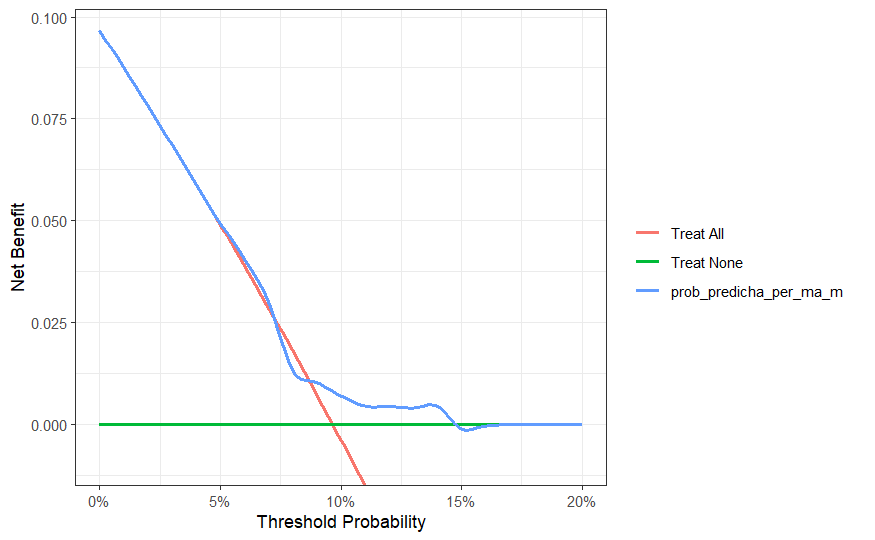 0.100
0.075
0.050
0.025
0.000
Net Benefit
0%
5%
10%
15%
20%
Threshold Probability
Treat All
Treat None
prob_predicha_per_ma_m